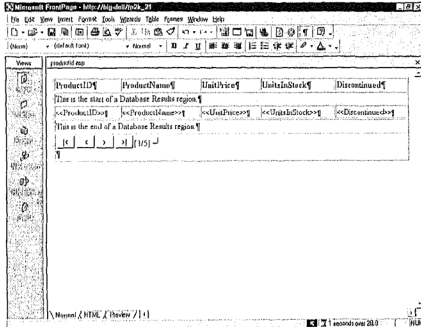 Microsoft FrontPage - http://big-dell/fp2k_21
File Edit View Insert Format Tools Wizards Table Frames Window Help
(None) (default font) Normal B I U A
Views
ProductID¶ ProductName¶ UnitPrice¶ UnitsInStock¶ Discontinued¶
This is the start of a Database Results region.¶
<<ProductID>>¶ <<ProductName>>¶ <<UnitPrice>>¶ <<UnitsInStock>>¶ <<Discontinued>>¶
This is the end of a Database Results region.¶
|< < > >| [1/5]
¶
Normal HTML Preview
seconds over 28.8 NUM